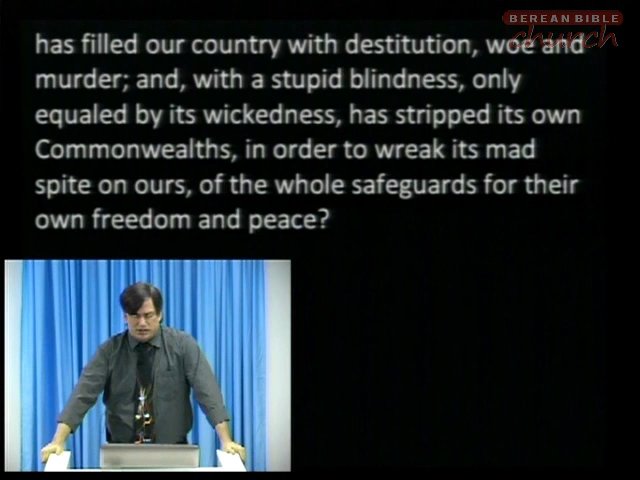 BEREAN BIBLE
church
has filled our country with destitution, woe and
murder; and, with a stupid blindness, only
equaled by its wickedness, has stripped its own
Commonwealths, in order to wreak its mad
spite on ours, of the whole safeguards for their
own freedom and peace?